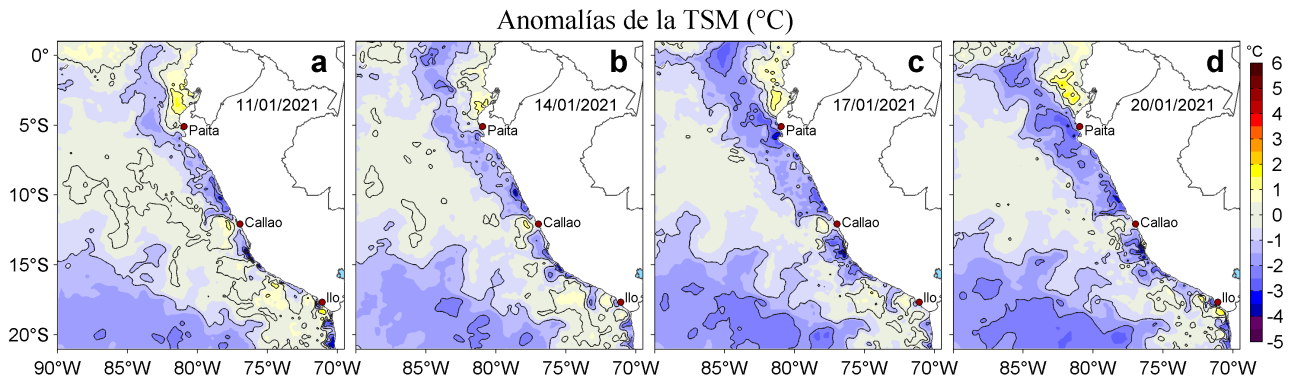 Anomalías de la TSM (°C)
a b c d °C
0° 11/01/2021 14/01/2021 17/01/2021 20/01/2021 6
5
4
3
2
1
0
-1
-2
-3
-4
-5
5°S Paita Paita Paita Paita
10°S
Callao Callao Callao Callao
15°S
Ilo Ilo Ilo Ilo
20°S
90°W 85°W 80°W 75°W 70°W 85°W 80°W 75°W 70°W 85°W 80°W 75°W 70°W 85°W 80°W 75°W 70°W